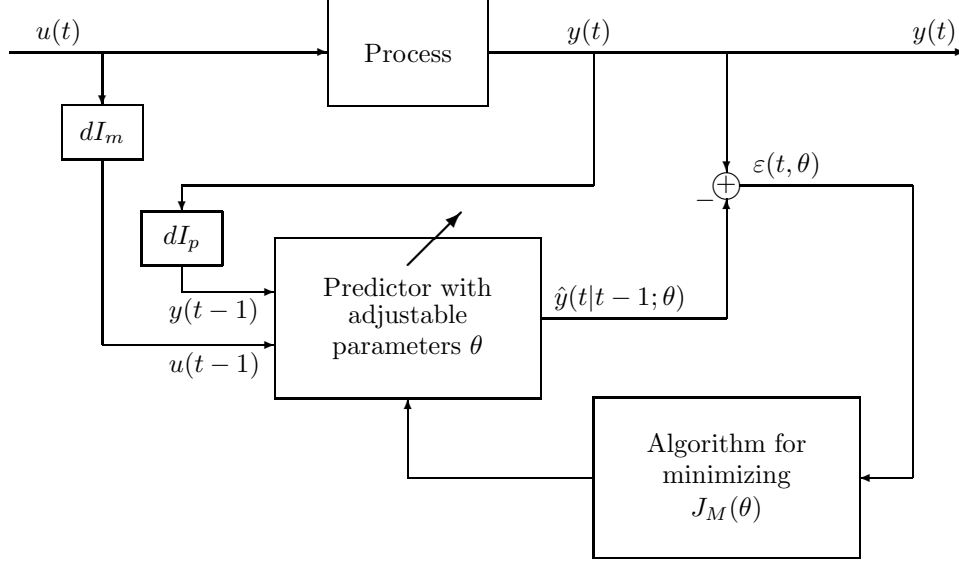 u(t)
y(t)
y(t)
Process
dI_m
ε(t, θ)
+
−
dI_p
Predictor with
adjustable
parameters θ
ŷ(t|t − 1; θ)
y(t−1)
u(t−1)
Algorithm for
minimizing
J_M(θ)